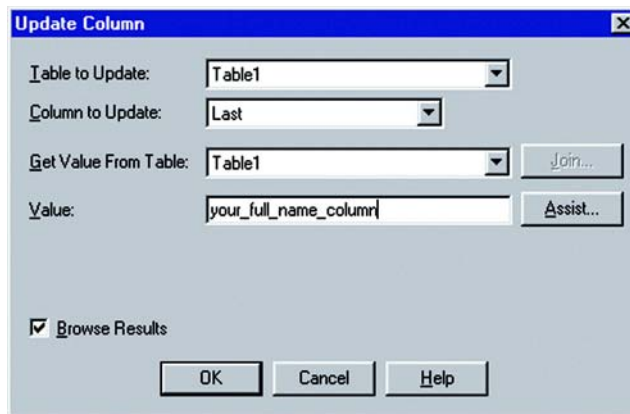 Update Column
Table to Update: Table1
Column to Update: Last
Get Value From Table: Table1 Join...
Value: your_full_name_column Assist...
Browse Results
OK Cancel Help